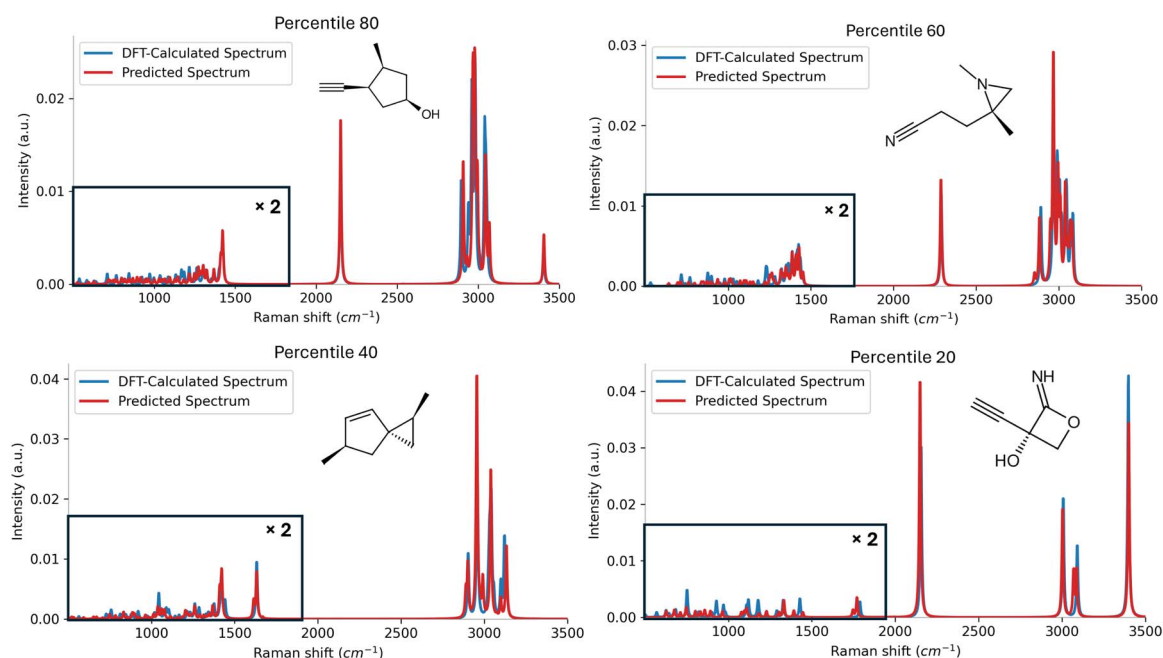 Percentile 80
DFT-Calculated Spectrum
Predicted Spectrum
OH
× 2
Intensity (a.u.)
0.02
0.01
0.00
1000 1500 2000 2500 3000 3500
Raman shift (cm⁻¹)
Percentile 60
DFT-Calculated Spectrum
Predicted Spectrum
N
N
× 2
Intensity (a.u.)
0.03
0.02
0.01
0.00
1000 1500 2000 2500 3000 3500
Raman shift (cm⁻¹)
Percentile 40
DFT-Calculated Spectrum
Predicted Spectrum
× 2
Intensity (a.u.)
0.04
0.03
0.02
0.01
0.00
1000 1500 2000 2500 3000 3500
Raman shift (cm⁻¹)
Percentile 20
DFT-Calculated Spectrum
Predicted Spectrum
NH
O
HO
× 2
Intensity (a.u.)
0.04
0.03
0.02
0.01
0.00
1000 1500 2000 2500 3000 3500
Raman shift (cm⁻¹)